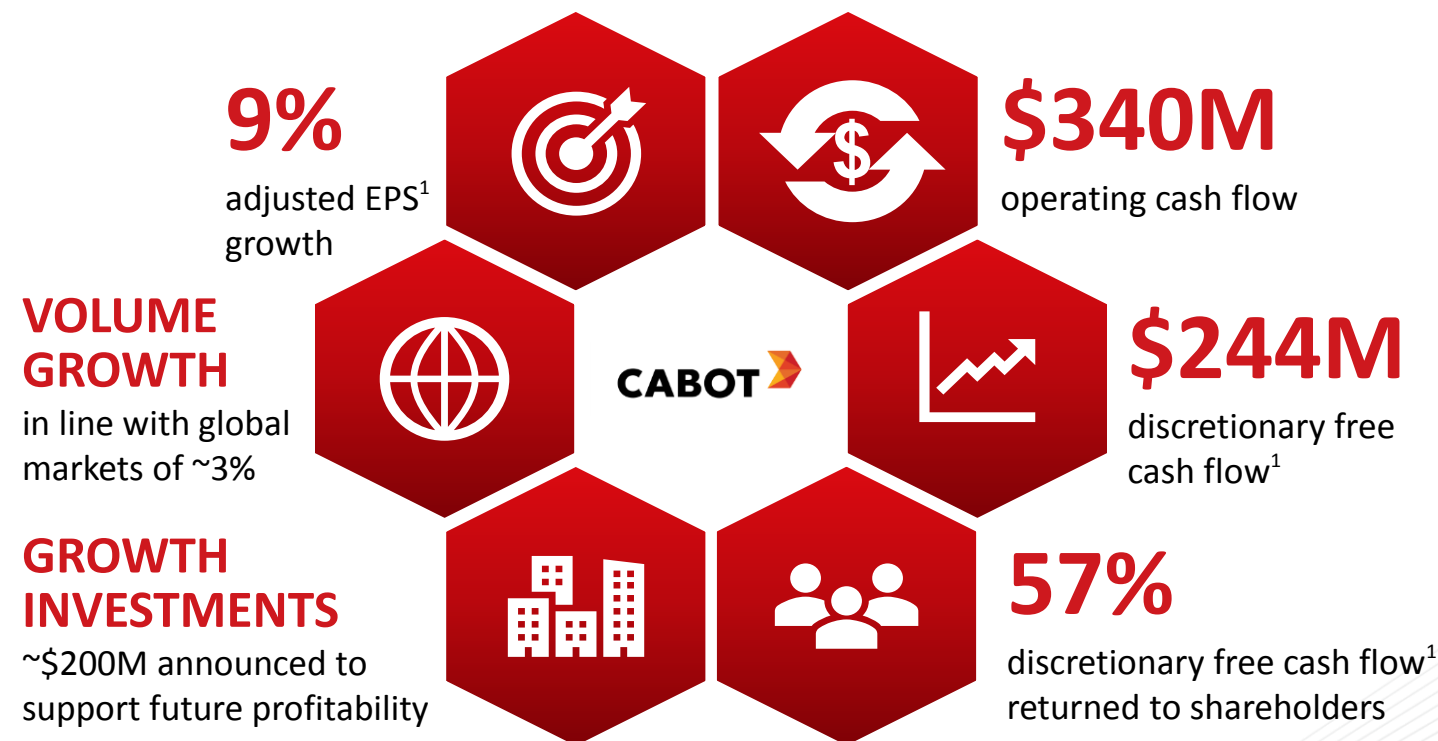 9%
adjusted EPS¹
growth
$
$340M
operating cash flow
VOLUME
GROWTH
in line with global
markets of ~3%
CABOT
$244M
discretionary free
cash flow¹
GROWTH
INVESTMENTS
~$200M announced to
support future profitability
57%
discretionary free cash flow¹
returned to shareholders